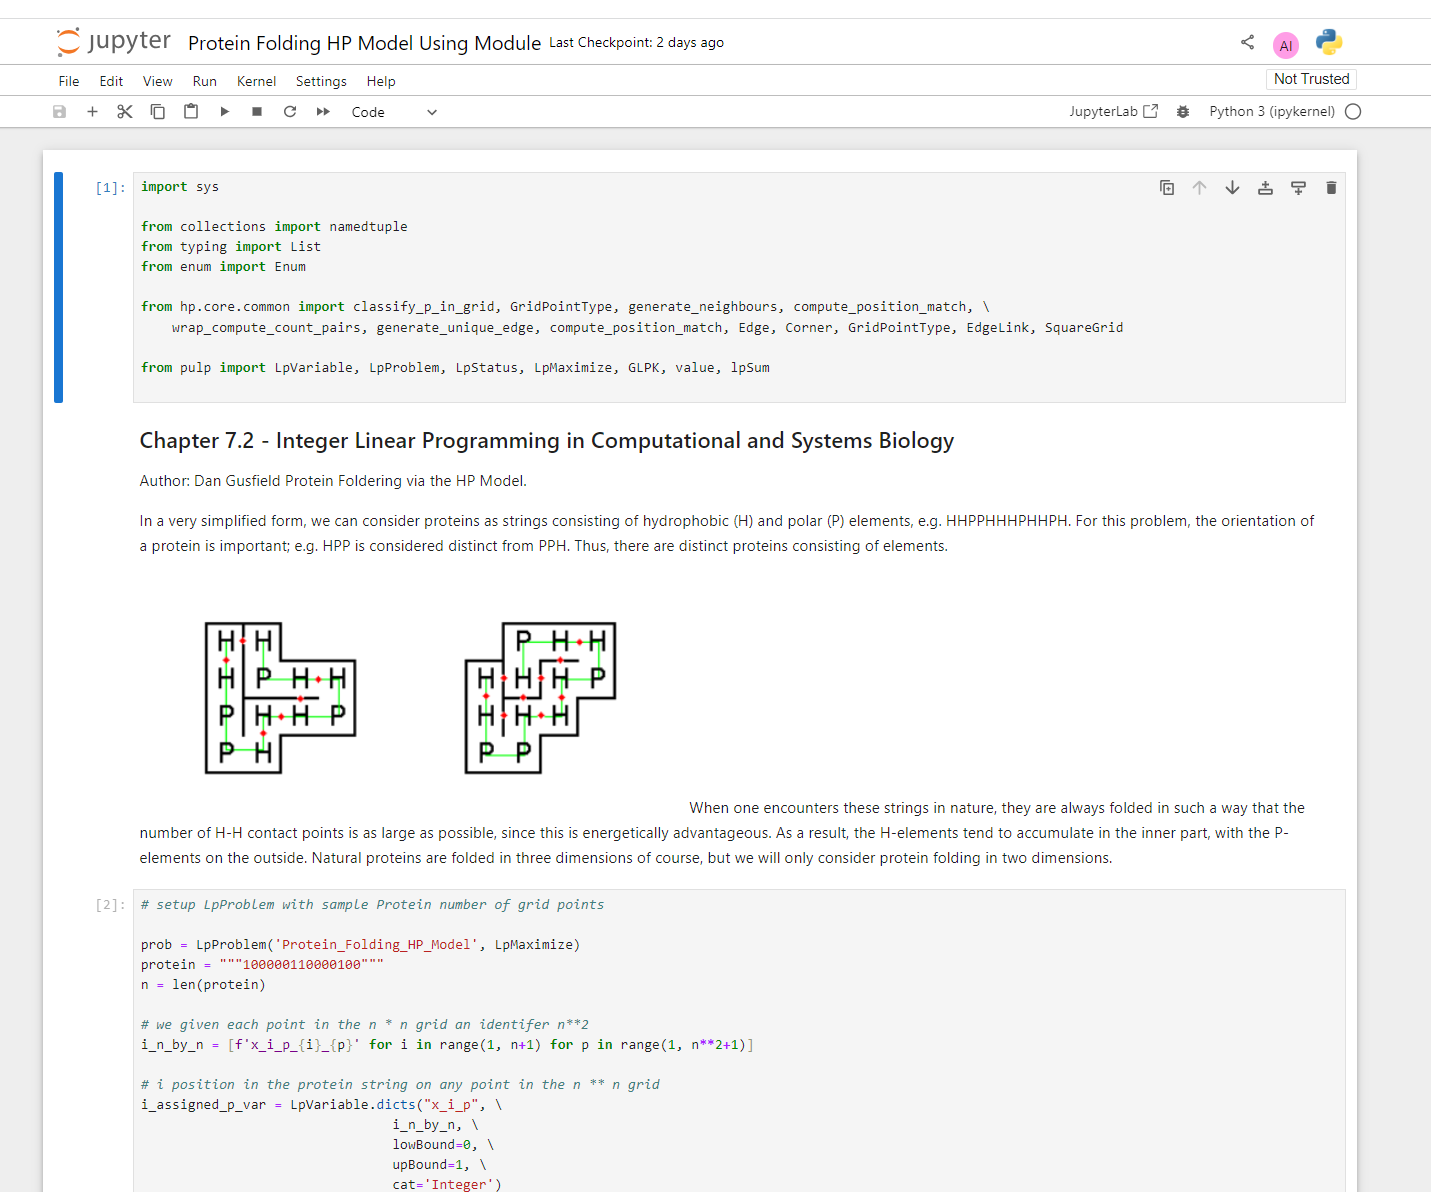 jupyter Protein Folding HP Model Using Module Last Checkpoint: 2 days ago AI
File Edit View Run Kernel Settings Help Not Trusted
Code JupyterLab Python 3 (ipykernel)
[1]: import sys
from collections import namedtuple
from typing import List
from enum import Enum
from hp.core.common import classify_p_in_grid, GridPointType, generate_neighbours, compute_position_match, \
wrap_compute_count_pairs, generate_unique_edge, compute_position_match, Edge, Corner, GridPointType, EdgeLink, SquareGrid
from pulp import LpVariable, LpProblem, LpStatus, LpMaximize, GLPK, value, lpSum
Chapter 7.2 - Integer Linear Programming in Computational and Systems Biology
Author: Dan Gusfield Protein Foldering via the HP Model.
In a very simplified form, we can consider proteins as strings consisting of hydrophobic (H) and polar (P) elements, e.g. HHPPHHHPHHPH. For this problem, the orientation of
a protein is important; e.g. HPP is considered distinct from PPH. Thus, there are distinct proteins consisting of elements.
H H P H H
H P H H H H H P
P H H P H H H
P H P P
When one encounters these strings in nature, they are always folded in such a way that the
number of H-H contact points is as large as possible, since this is energetically advantageous. As a result, the H-elements tend to accumulate in the inner part, with the P-
elements on the outside. Natural proteins are folded in three dimensions of course, but we will only consider protein folding in two dimensions.
[2]: # setup LpProblem with sample Protein number of grid points
prob = LpProblem('Protein_Folding_HP_Model', LpMaximize)
protein = """100000110000100"""
n = len(protein)
# we given each point in the n * n grid an identifer n**2
i_n_by_n = [f'x_i_p_{i}_{p}' for i in range(1, n+1) for p in range(1, n**2+1)]
# i position in the protein string on any point in the n ** n grid
i_assigned_p_var = LpVariable.dicts("x_i_p", \
i_n_by_n, \
lowBound=0, \
upBound=1, \
cat='Integer')